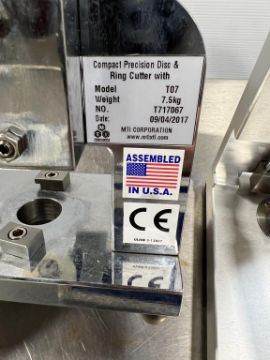 Compact Precision Disc &
Ring Cutter with
Model T07
Weight 7.5kg
NO. T717067
Date: 09/04/2017
MTI CORPORATION
www.mtixtl.com
ASSEMBLED
IN U.S.A.
CE